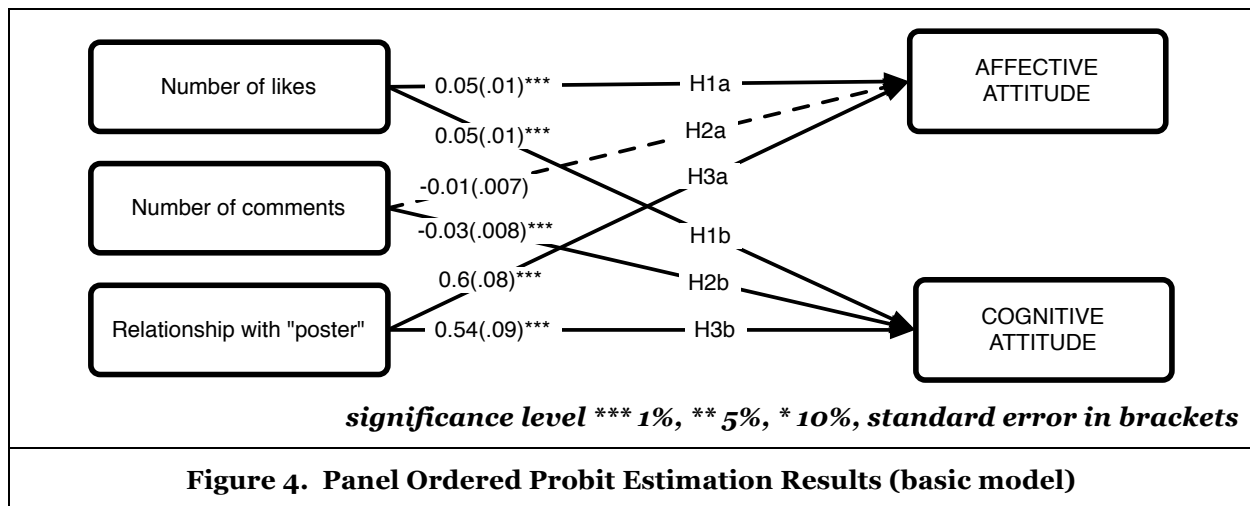 Number of likes
0.05(.01)***
H1a
AFFECTIVE
ATTITUDE
0.05(.01)***
H2a
H3a
-0.01(.007)
Number of comments
-0.03(.008)***
H1b
0.6(.08)***
H2b
Relationship with "poster"
0.54(.09)***
H3b
COGNITIVE
ATTITUDE
significance level *** 1%, ** 5%, * 10%, standard error in brackets
Figure 4. Panel Ordered Probit Estimation Results (basic model)